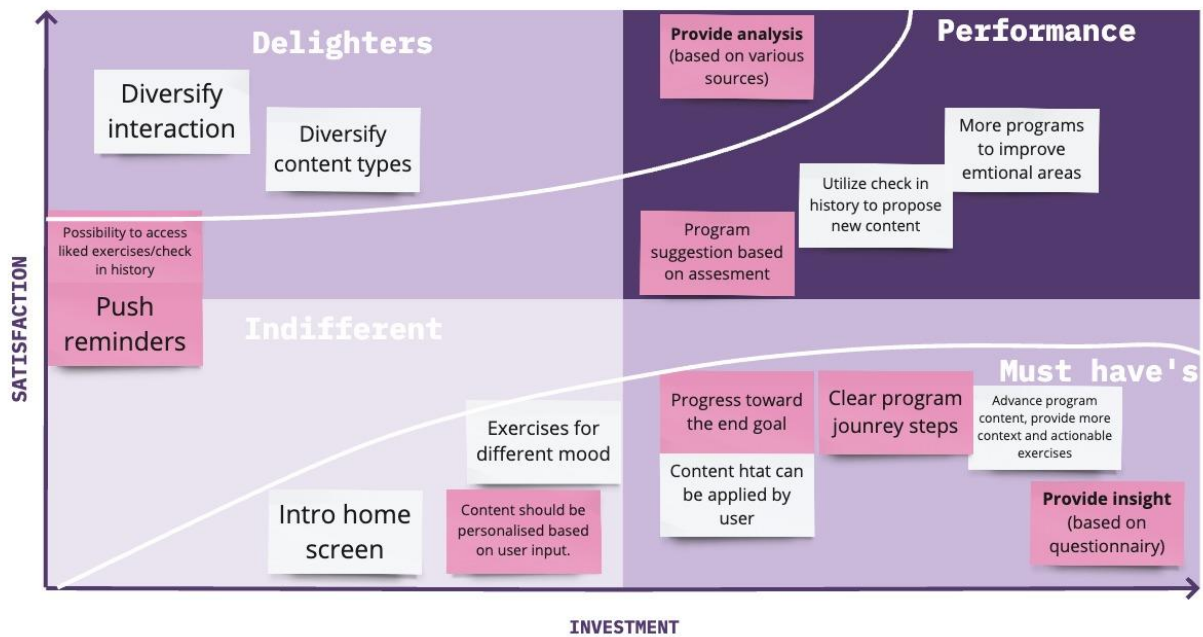 Delighters
Diversify
interaction
Diversify
content types
Possibility to access
liked exercises/check
in history
Push
reminders
Performance
Provide analysis
(based on various
sources)
More programs
to improve
emtional areas
Utilize check in
history to propose
new content
Program
suggestion based
on assesment
Indifferent
Exercises for
different mood
Intro home
screen
Content should be
personalised based
on user input.
Must have's
Progress toward
the end goal
Content htat can
be applied by
user
Clear program
jounrey steps
Advance program
content, provide more
context and actionable
exercises
Provide insight
(based on
questionnairy)
SATISFACTION
INVESTMENT